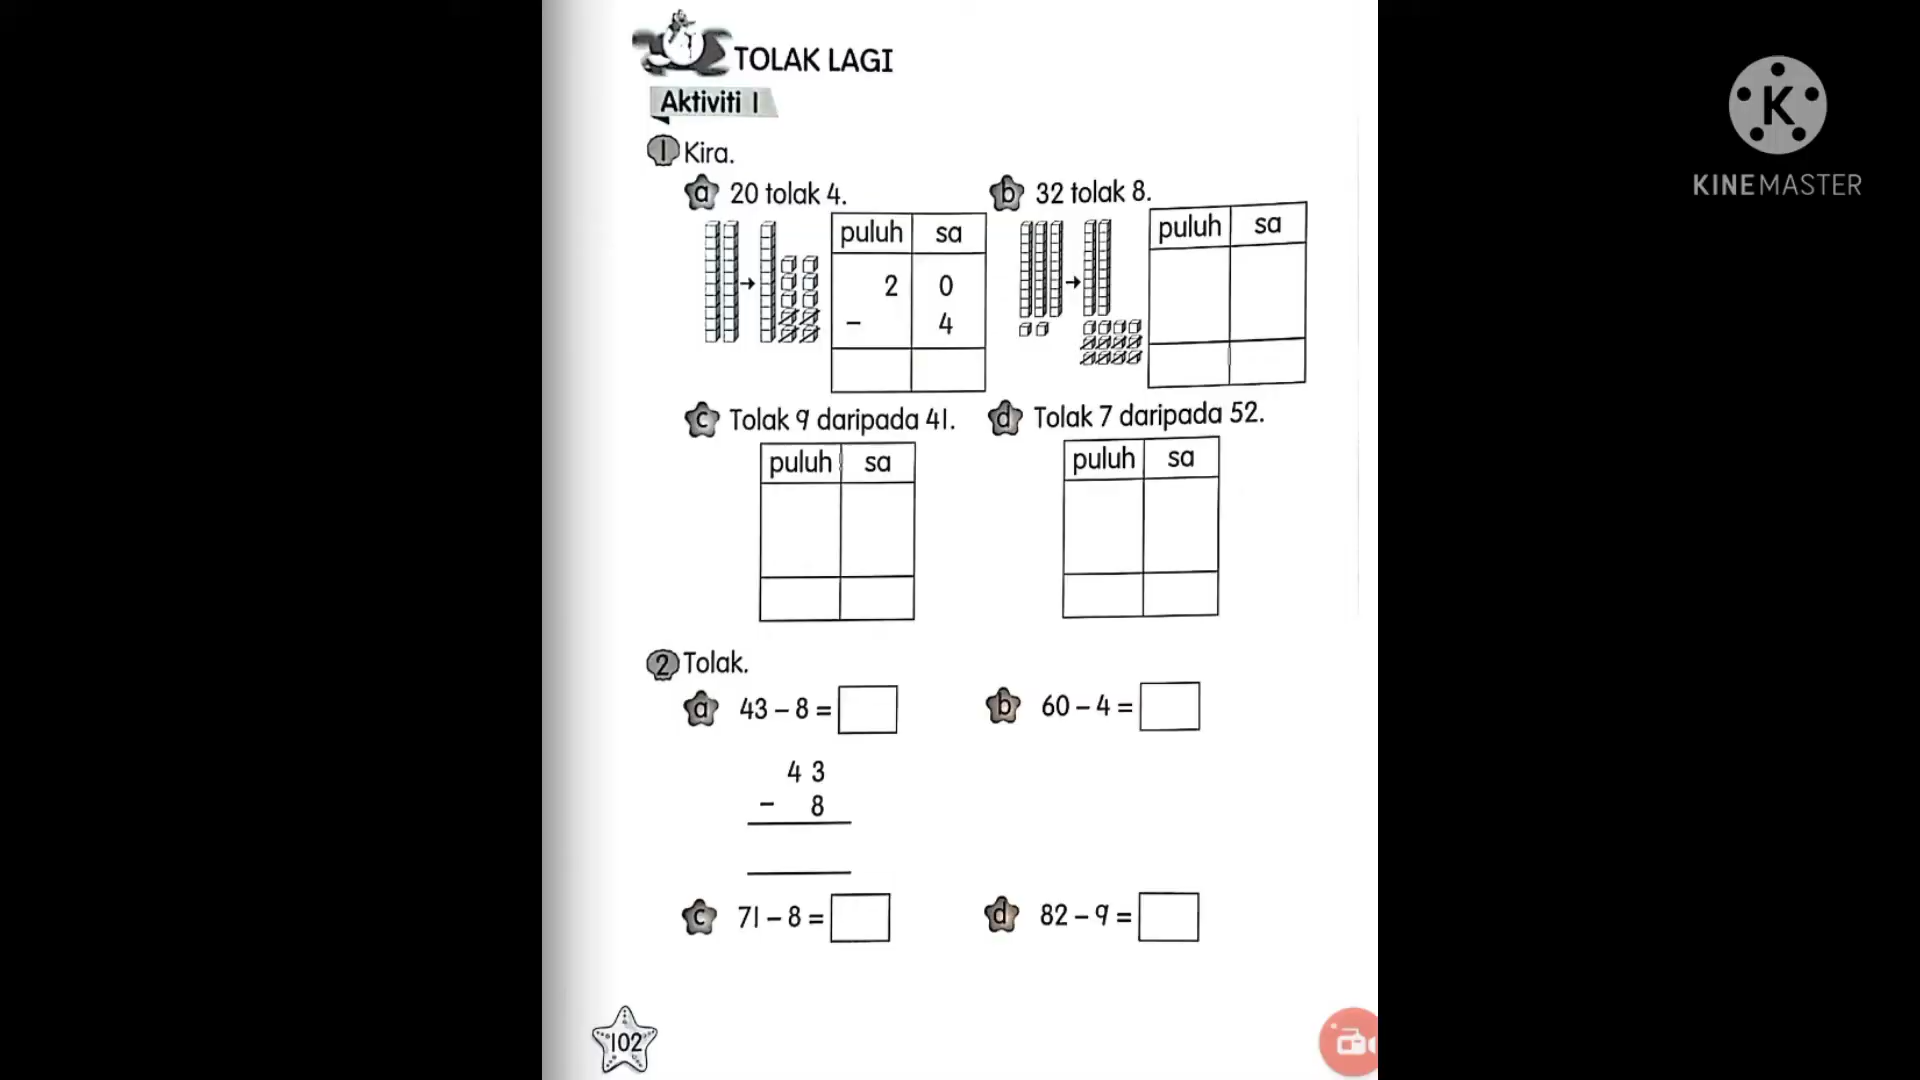 TOLAK LAGI
Aktiviti 1
1 Kira.
a 20 tolak 4.
puluh sa
2 0
- 4
b 32 tolak 8.
puluh sa
c Tolak 9 daripada 41.
puluh sa
d Tolak 7 daripada 52.
puluh sa
2 Tolak.
a 43 – 8 =
4 3
- 8
b 60 – 4 =
c 71 – 8 =
d 82 – 9 =
102
K
KINEMASTER